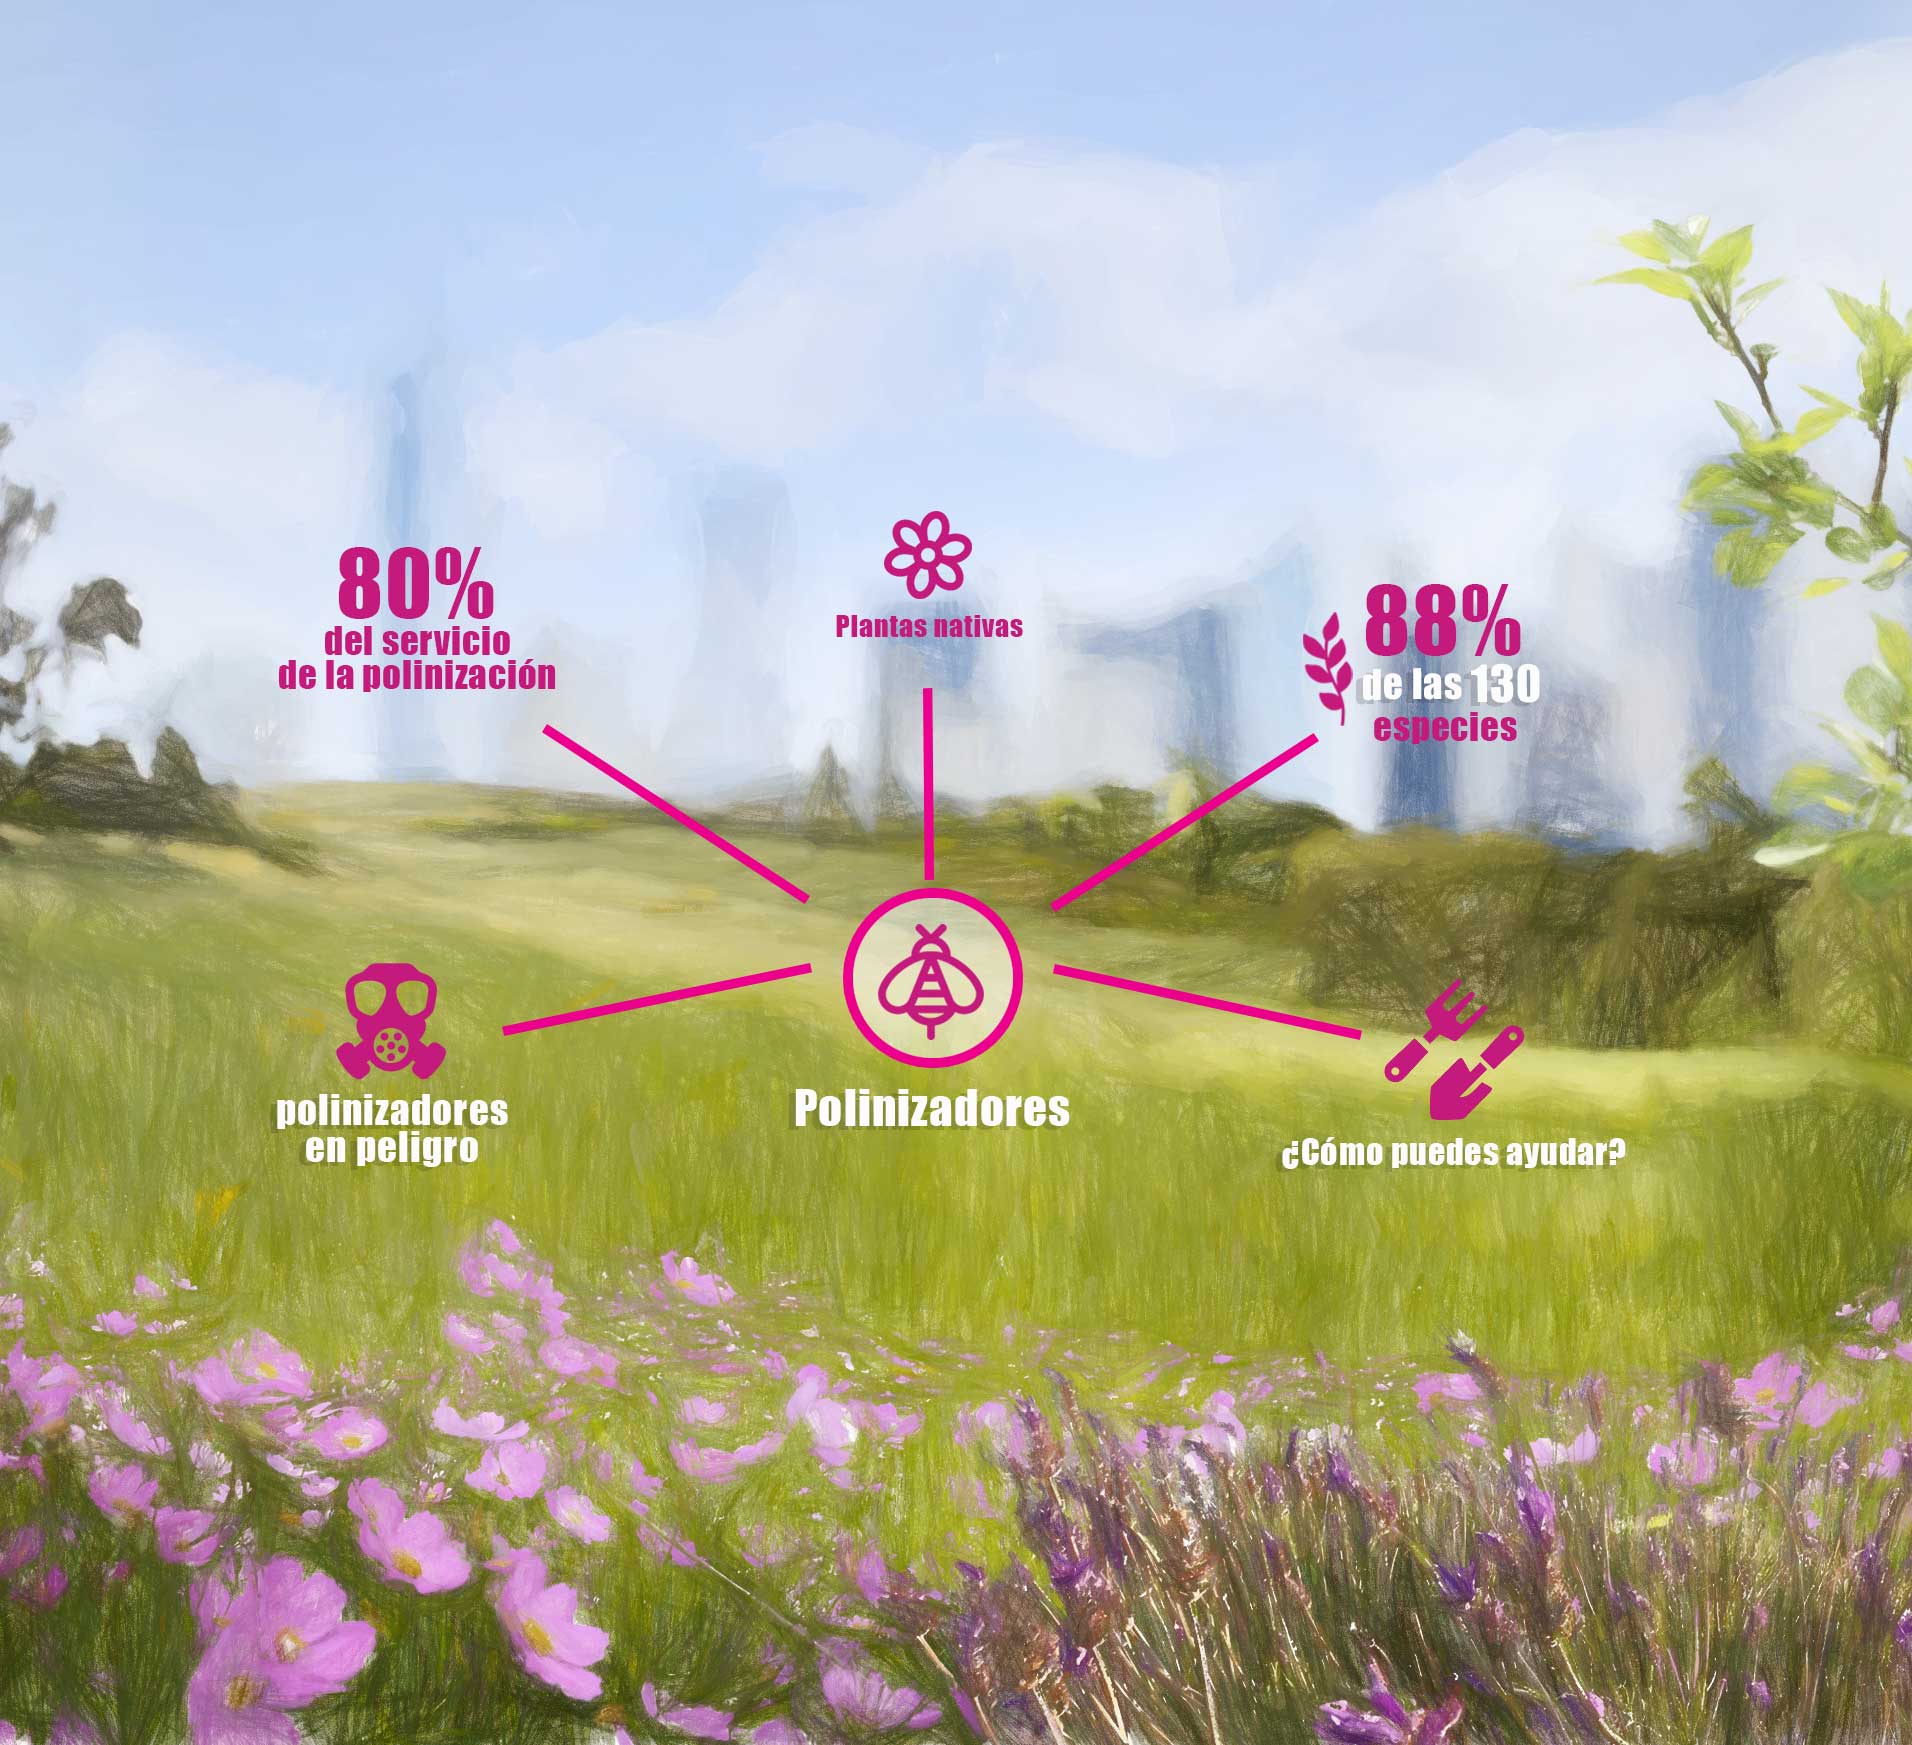 80%
del servicio
de la polinización
Plantas nativas
88%
de las 130
especies
polinizadores
en peligro
Polinizadores
¿Cómo puedes ayudar?